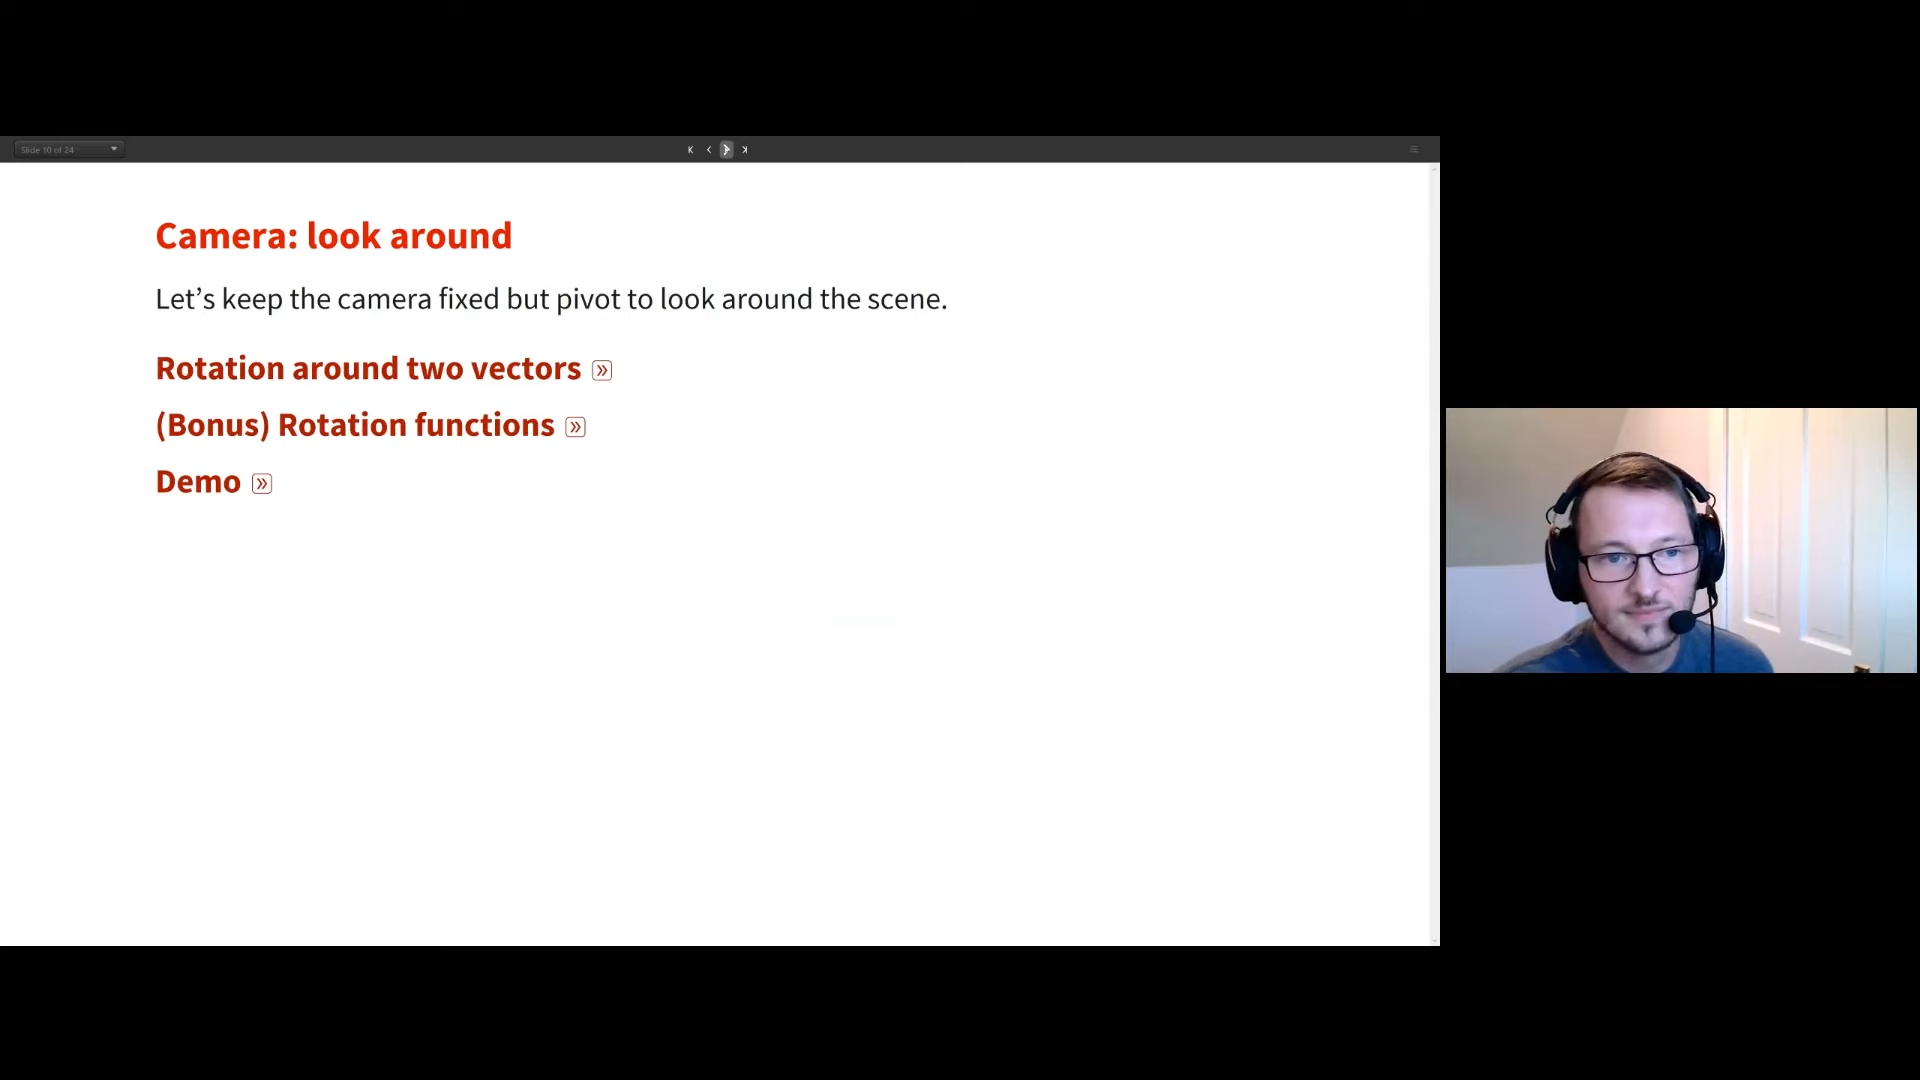 Slide 10 of 24
Camera: look around
Let’s keep the camera fixed but pivot to look around the scene.
Rotation around two vectors »
(Bonus) Rotation functions »
Demo »